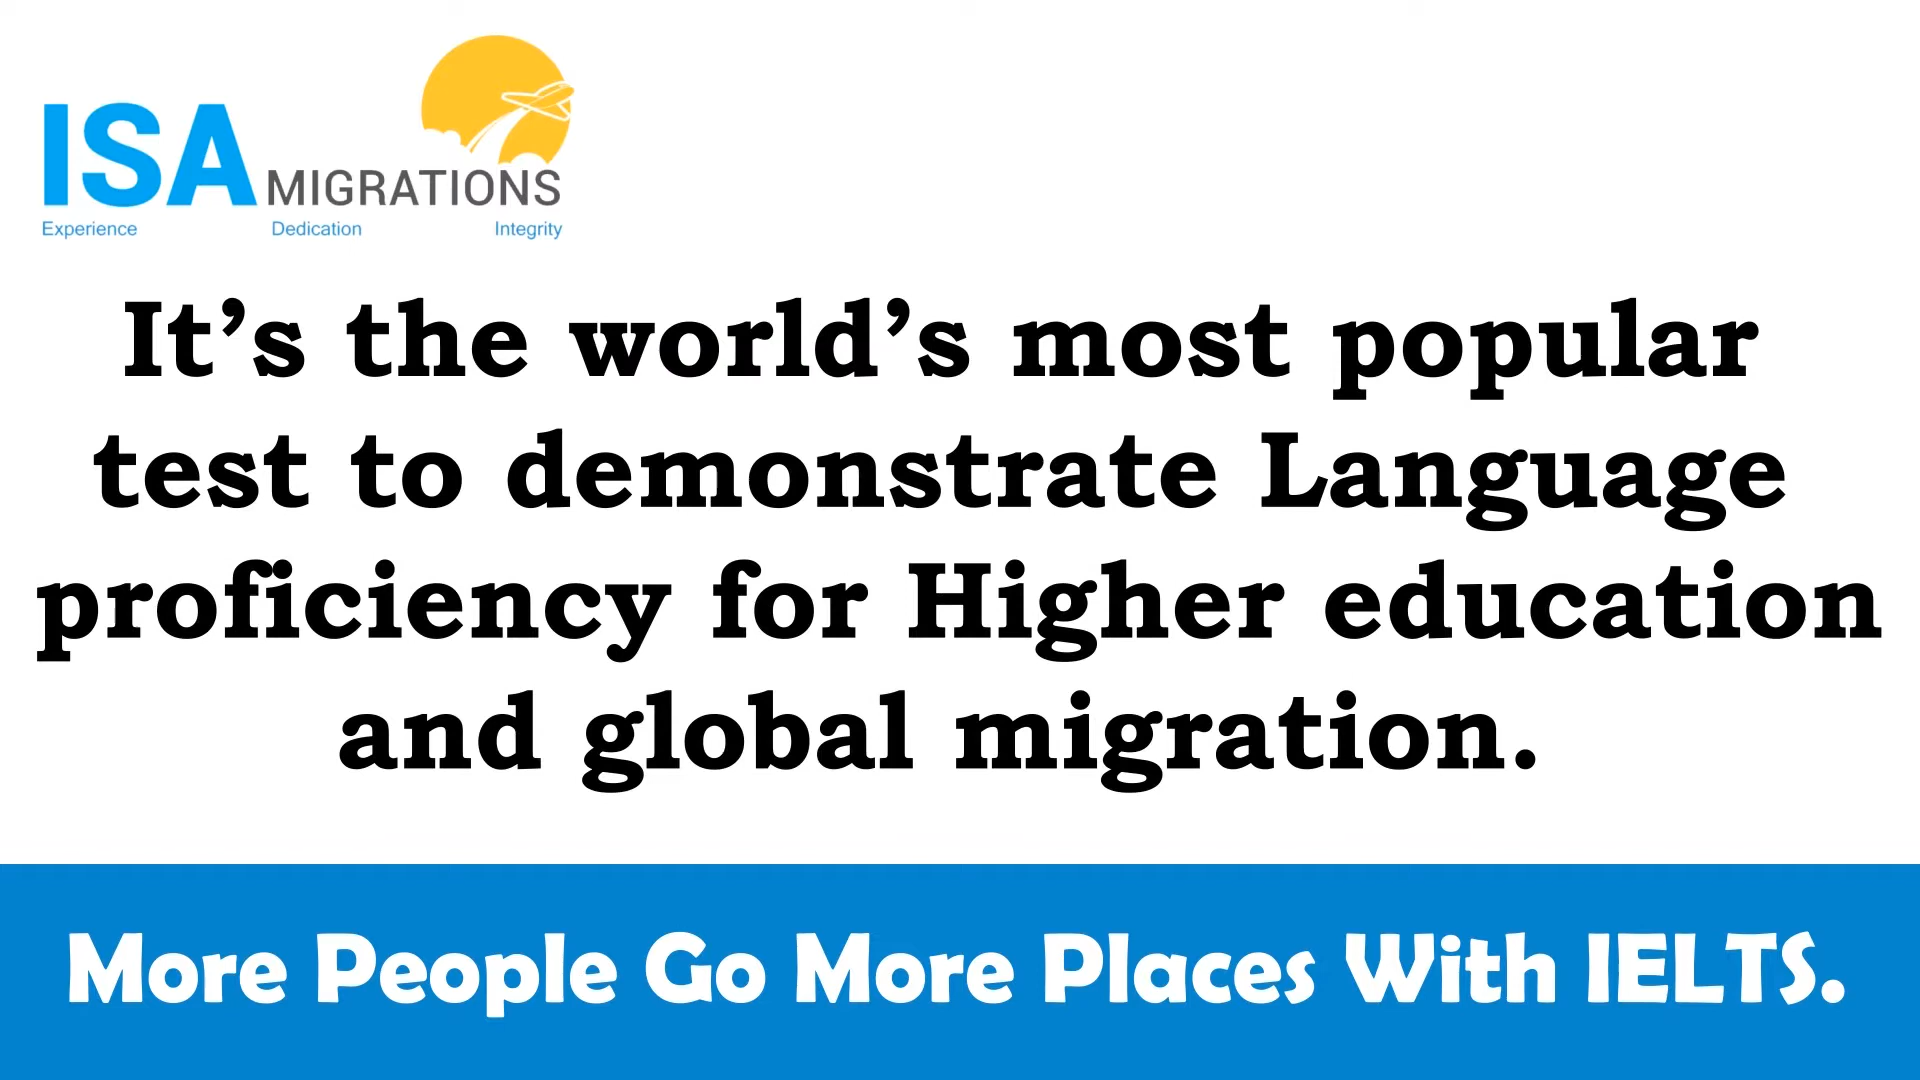 ISA MIGRATIONS
Experience Dedication Integrity
It’s the world’s most popular
test to demonstrate Language
proficiency for Higher education
and global migration.
More People Go More Places With IELTS.